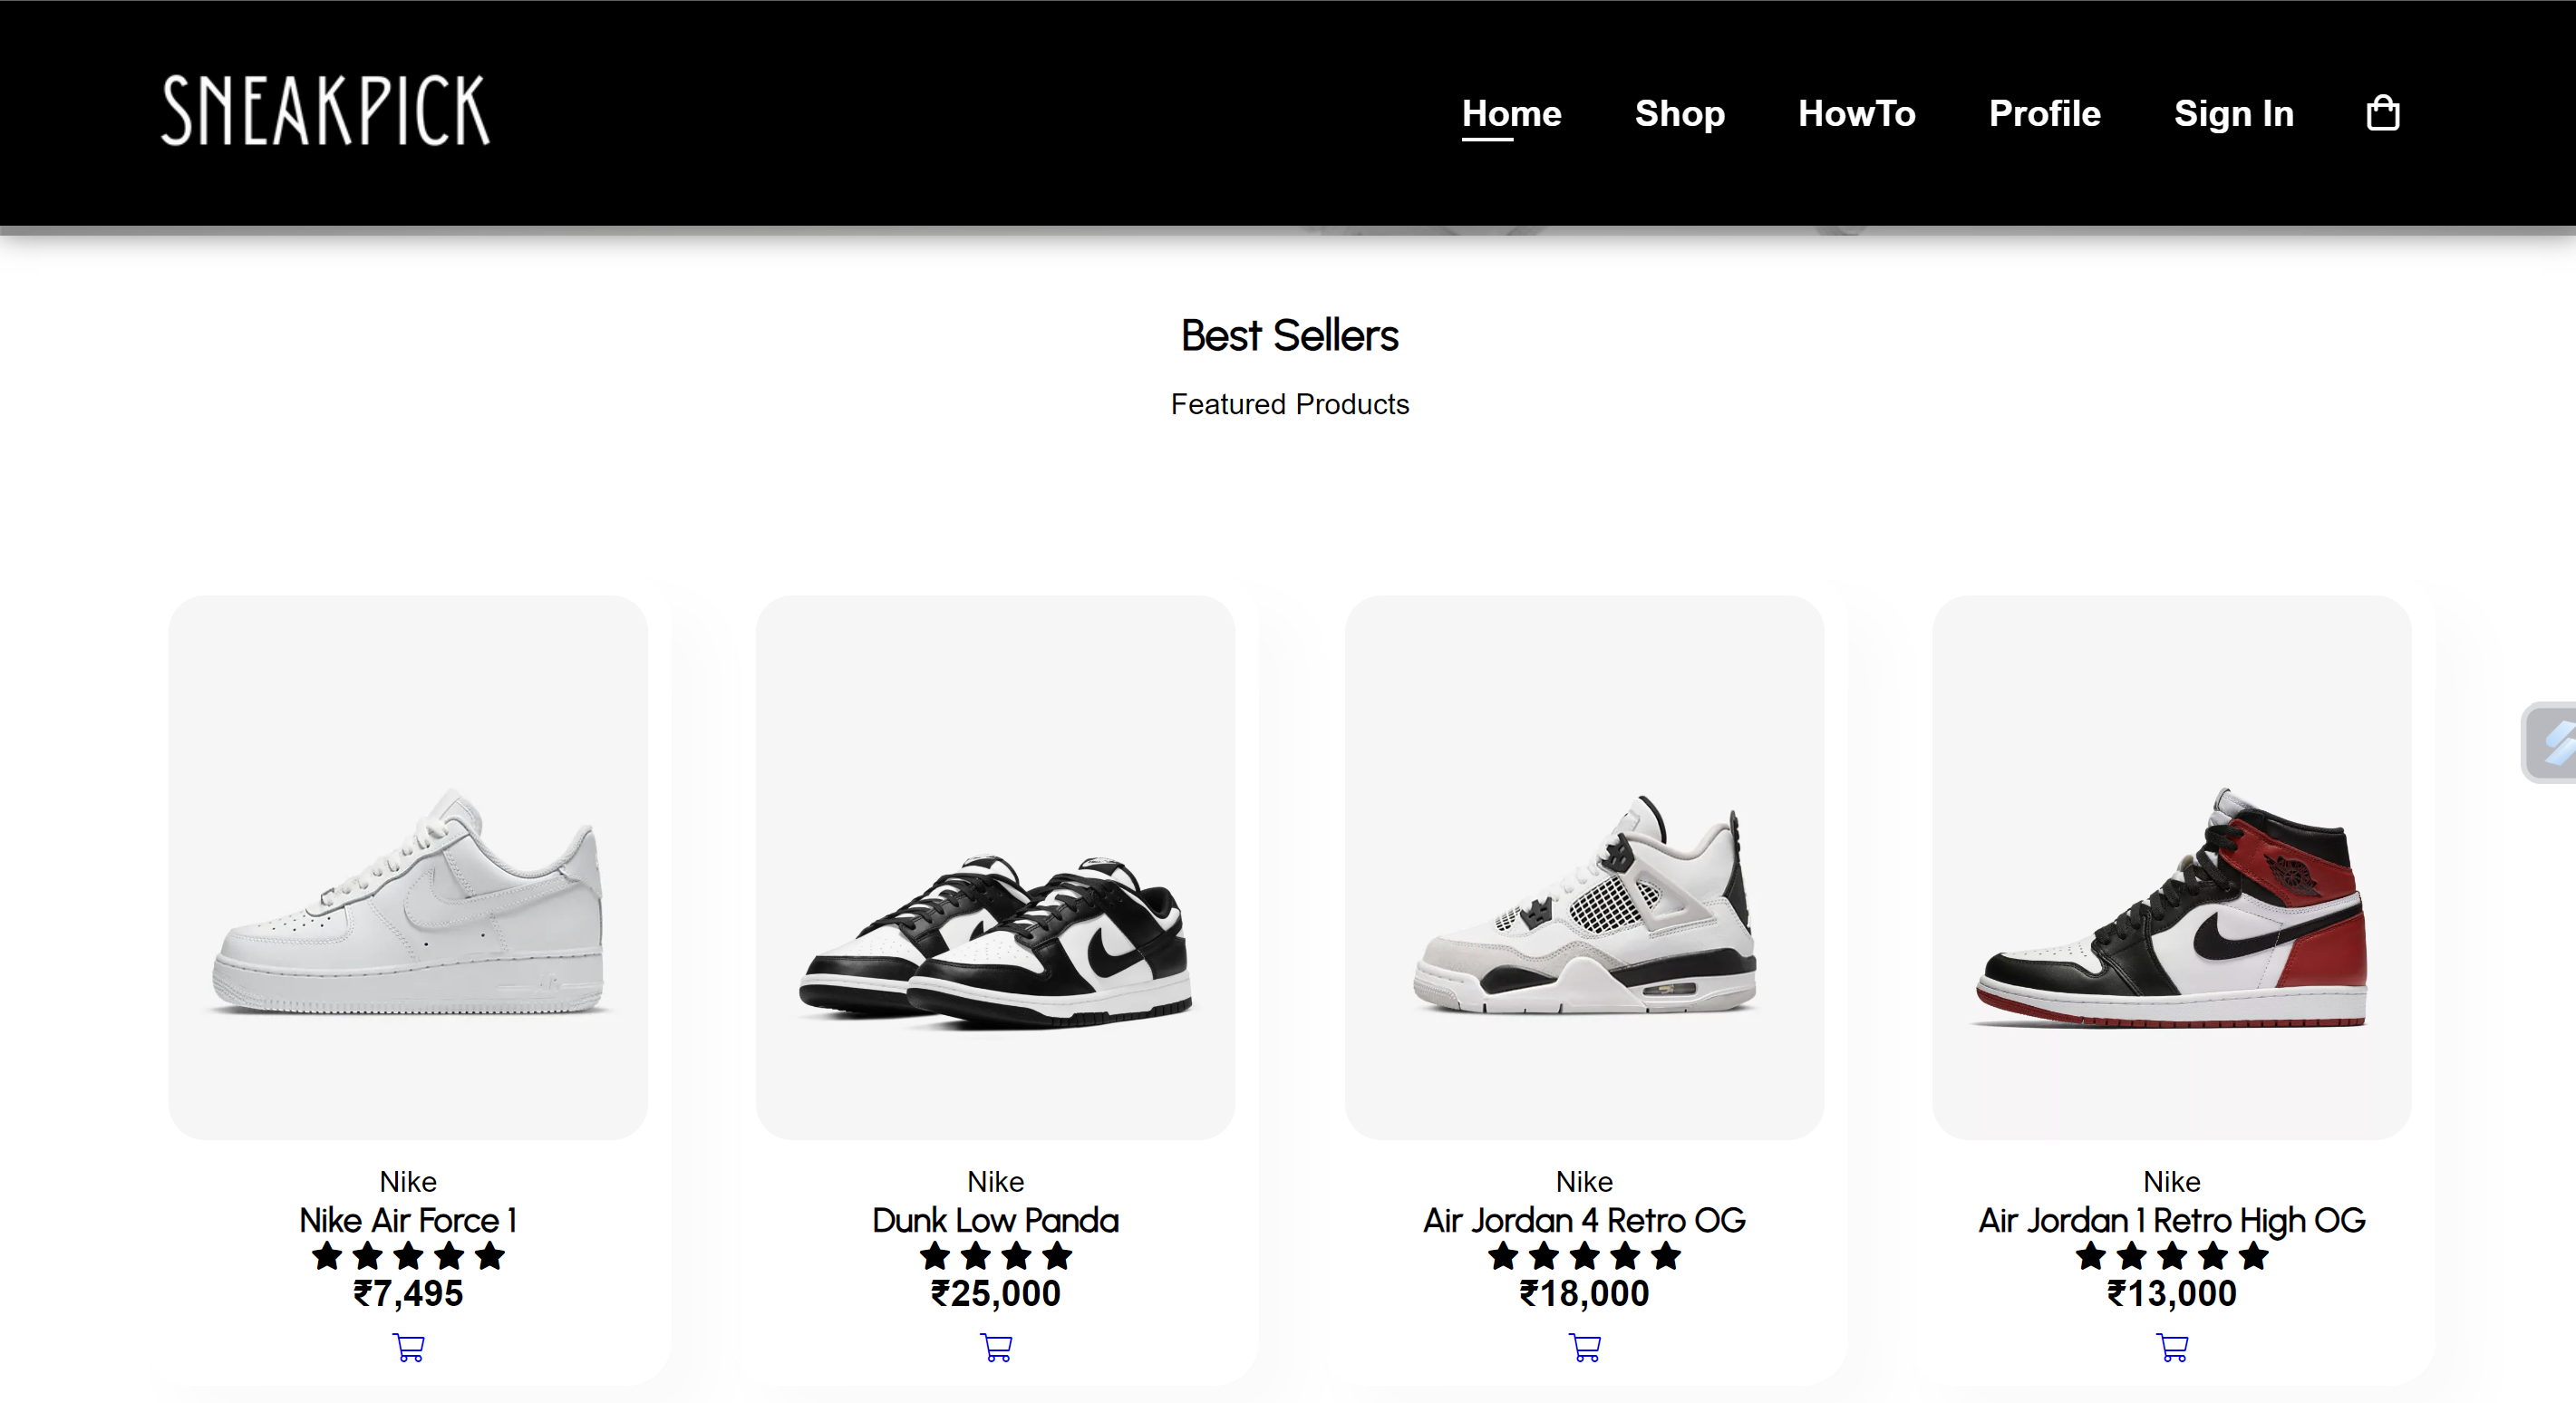 SNEAKPICK
Home Shop HowTo Profile Sign In
Best Sellers
Featured Products
Nike Nike Nike Nike
Nike Air Force 1 Dunk Low Panda Air Jordan 4 Retro OG Air Jordan 1 Retro High OG
₹7,495 ₹25,000 ₹18,000 ₹13,000